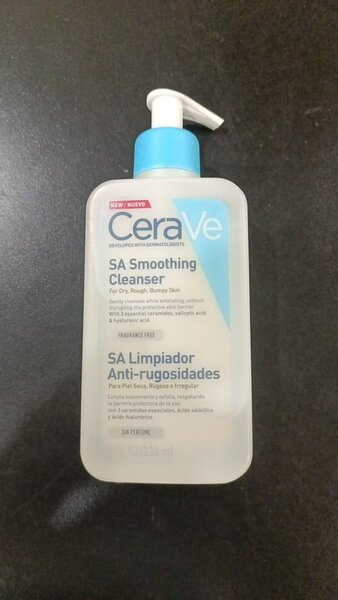 NEW / NUEVO
CeraVe
DEVELOPED WITH DERMATOLOGISTS
SA Smoothing
Cleanser
For Dry, Rough, Bumpy Skin
Gently cleanses while exfoliating, without
disrupting the protective skin barrier
With 3 essential ceramides, salicylic acid,
& hyaluronic acid
FRAGRANCE FREE
SA Limpiador
Anti-rugosidades
Para Piel Seca, Rugosa e Irregular
Limpia suavemente y exfolia, respetando
la barrera protectora de la piel
con 3 ceramidas esenciales, ácido salicílico
y ácido hialurónico
SIN PERFUME
FL OZ/236 ml